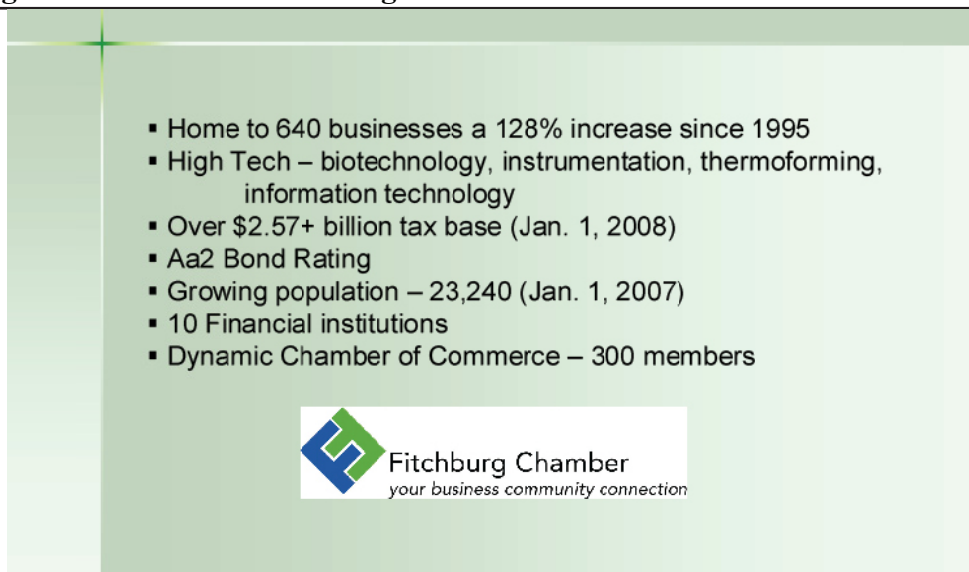 ▪ Home to 640 businesses a 128% increase since 1995
▪ High Tech – biotechnology, instrumentation, thermoforming,
information technology
▪ Over $2.57+ billion tax base (Jan. 1, 2008)
▪ Aa2 Bond Rating
▪ Growing population – 23,240 (Jan. 1, 2007)
▪ 10 Financial institutions
▪ Dynamic Chamber of Commerce – 300 members
Fitchburg Chamber
your business community connection